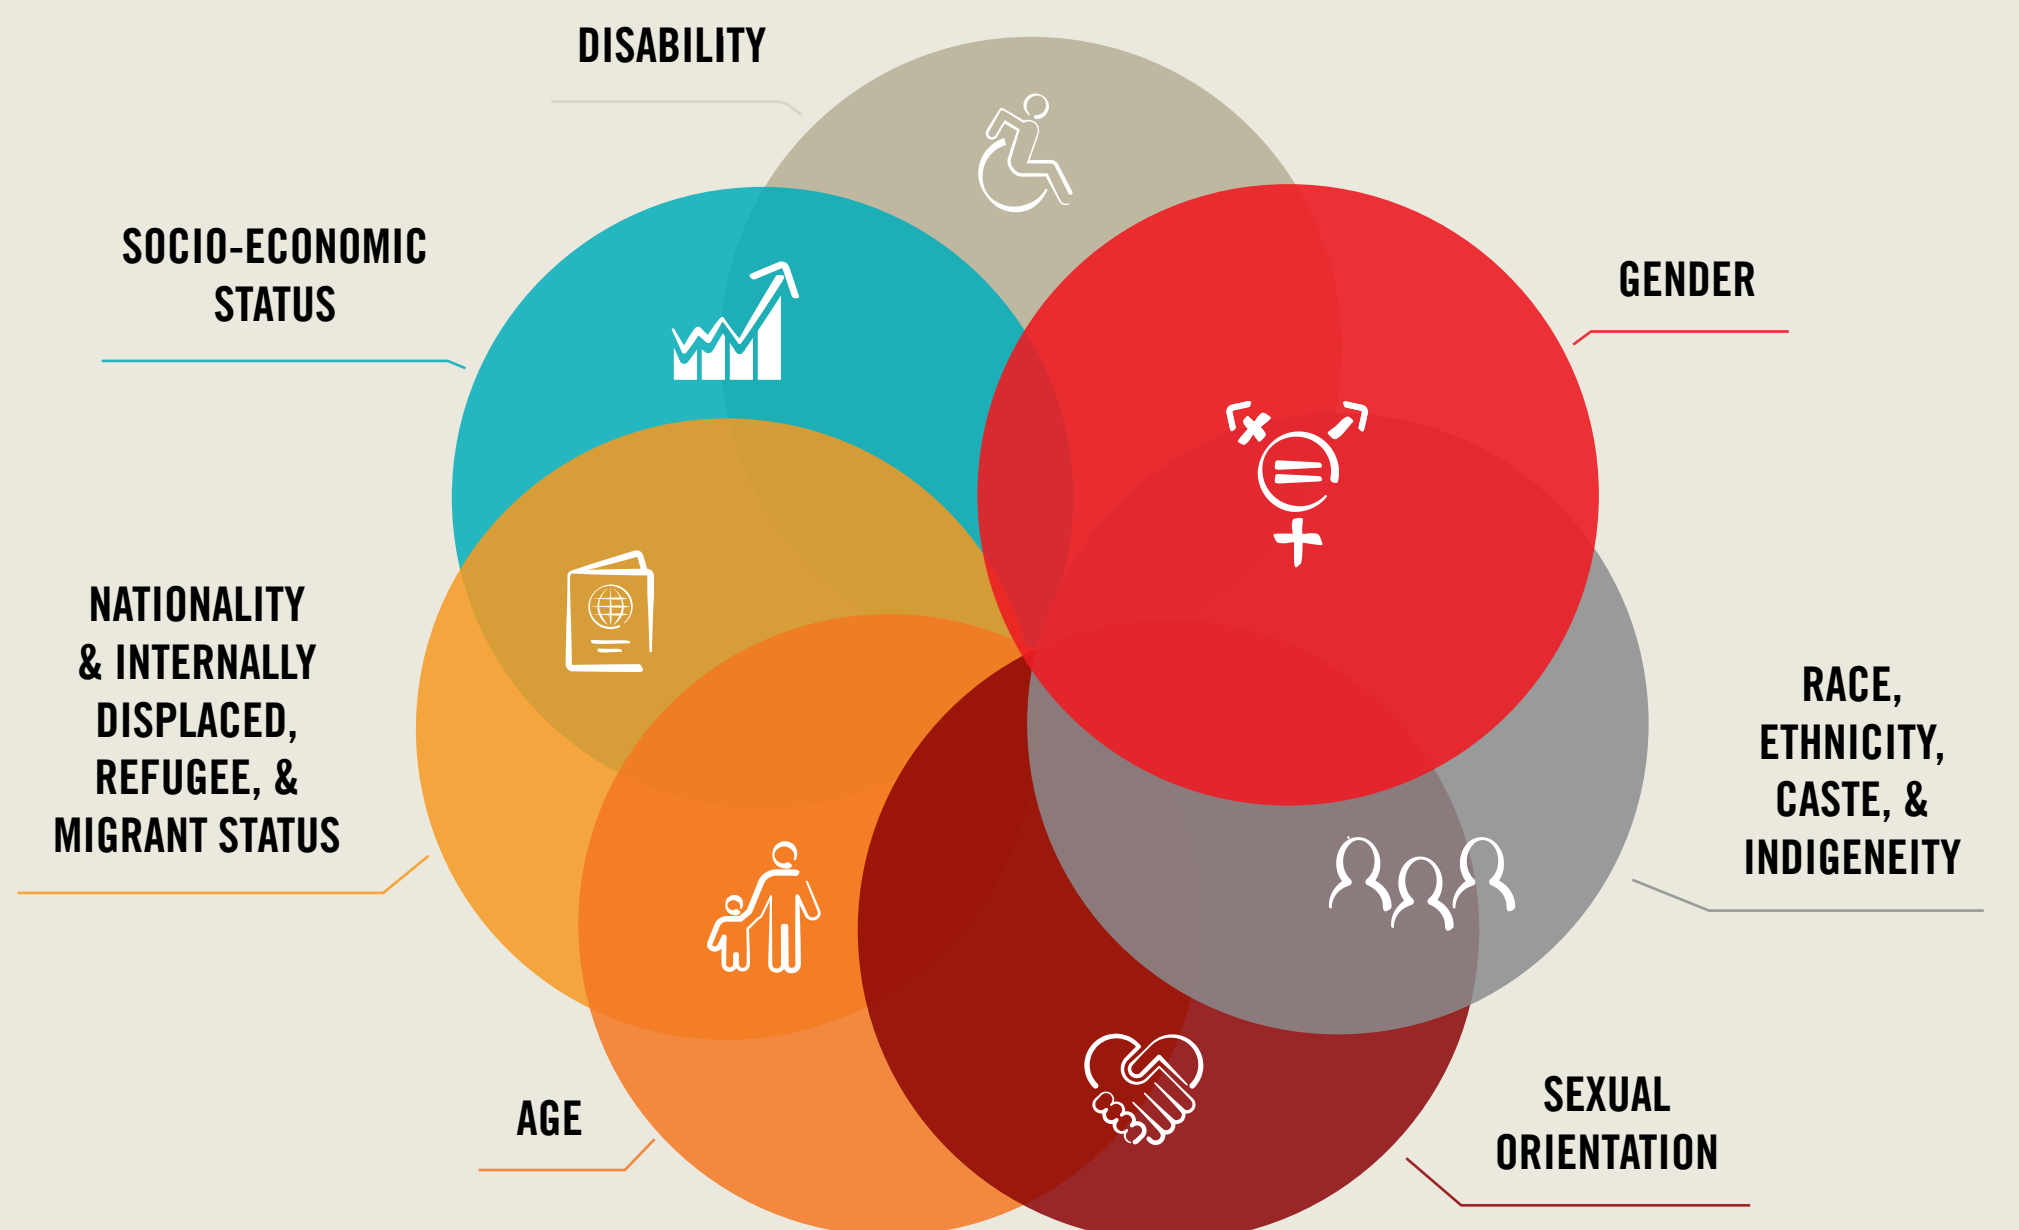 DISABILITY
SOCIO-ECONOMIC
STATUS
GENDER
NATIONALITY
& INTERNALLY
DISPLACED,
REFUGEE, &
MIGRANT STATUS
RACE,
ETHNICITY,
CASTE, &
INDIGENEITY
AGE
SEXUAL
ORIENTATION